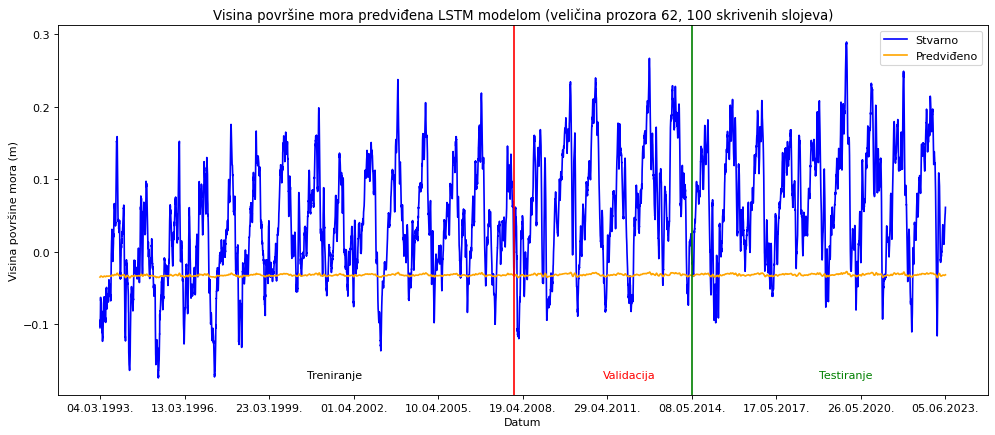 Visina površine mora predviđena LSTM modelom (veličina prozora 62, 100 skrivenih slojeva)
Stvarno
Predviđeno
Visina površine mora (m)
0.3
0.2
0.1
0.0
−0.1
Treniranje
Validacija
Testiranje
04.03.1993.
13.03.1996.
23.03.1999.
01.04.2002.
10.04.2005.
19.04.2008.
29.04.2011.
08.05.2014.
17.05.2017.
26.05.2020.
05.06.2023.
Datum